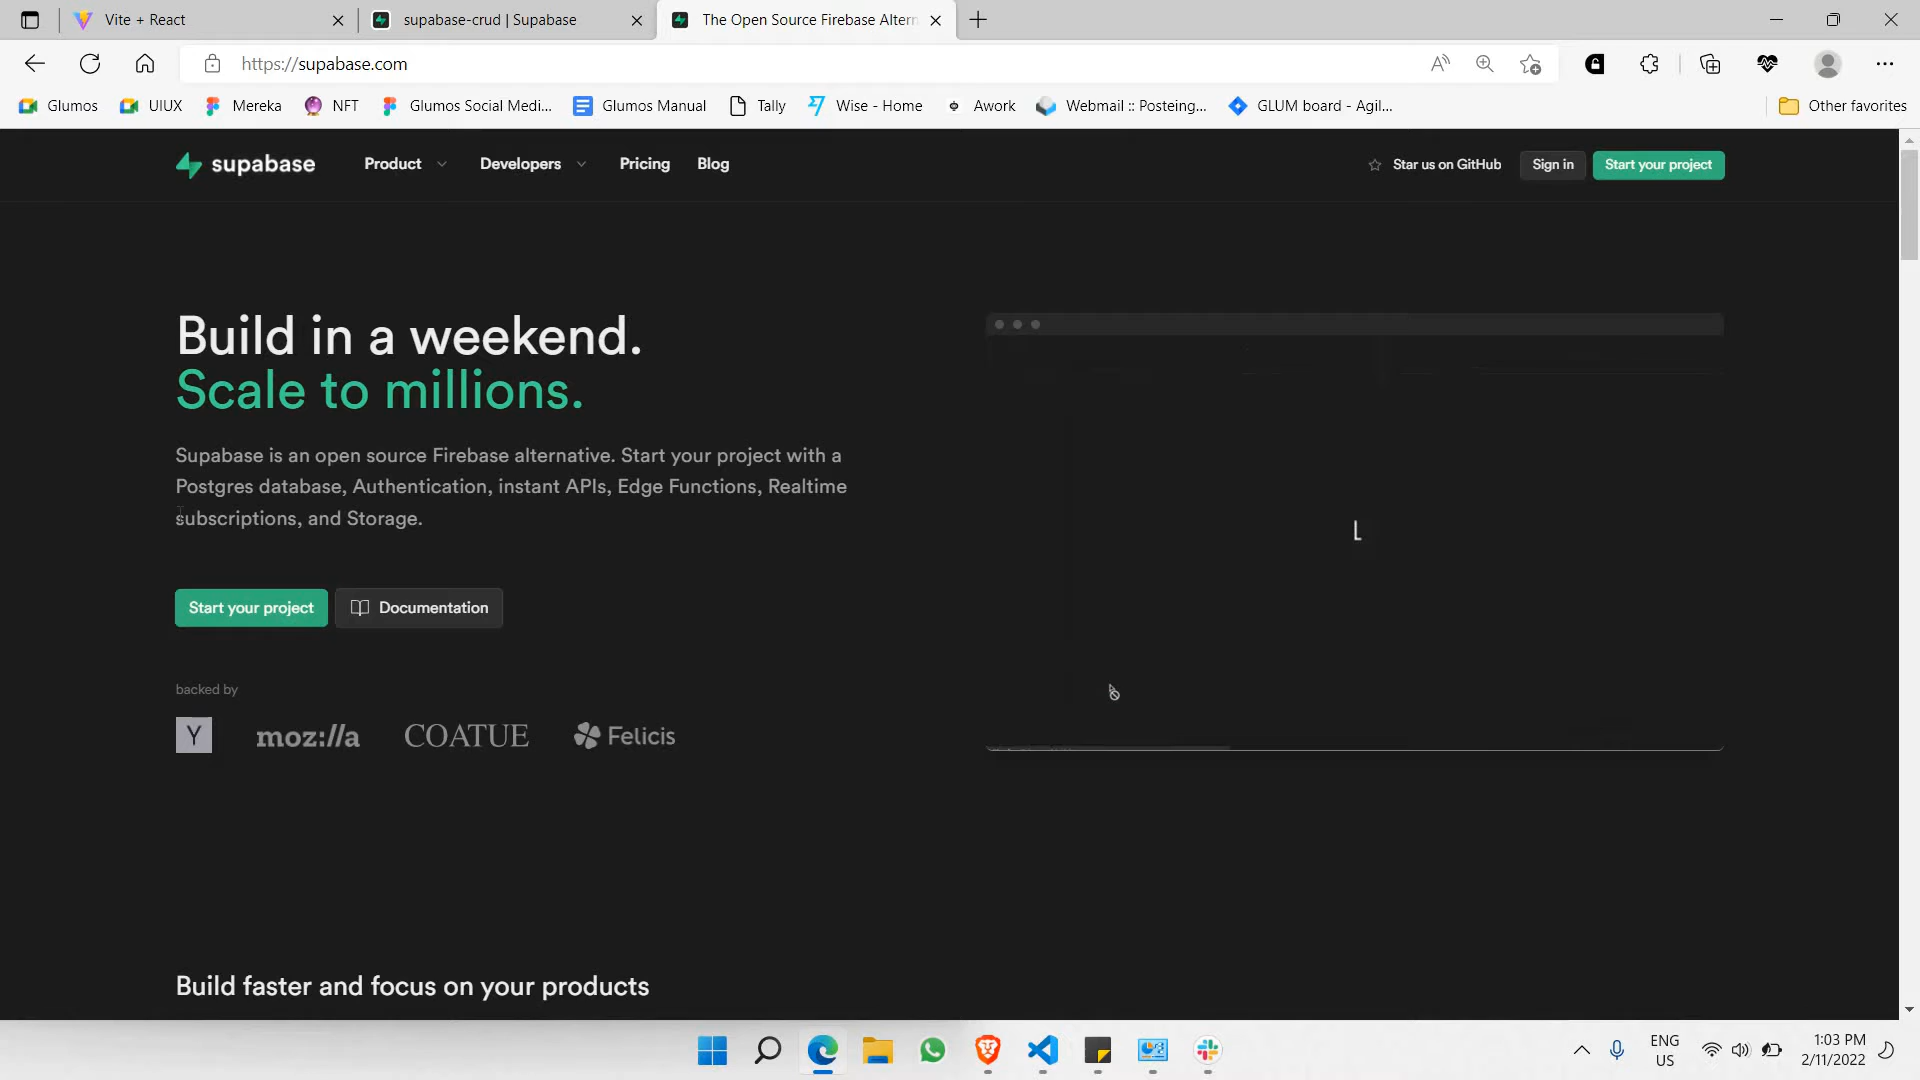 Vite + React
supabase-crud | Supabase
The Open Source Firebase Altern
https://supabase.com
Glumos
UIUX
Mereka
NFT
Glumos Social Medi...
Glumos Manual
Tally
Wise - Home
Awork
Webmail :: Posteing...
GLUM board - Agil...
Other favorites
supabase
Product
Developers
Pricing
Blog
Star us on GitHub
Sign in
Start your project
Build in a weekend.
Scale to millions.
Supabase is an open source Firebase alternative. Start your project with a
Postgres database, Authentication, instant APIs, Edge Functions, Realtime
subscriptions, and Storage.
L
Start your project
Documentation
backed by
Y
moz://a
COATUE
Felicis
Build faster and focus on your products
ENG
US
1:03 PM
2/11/2022